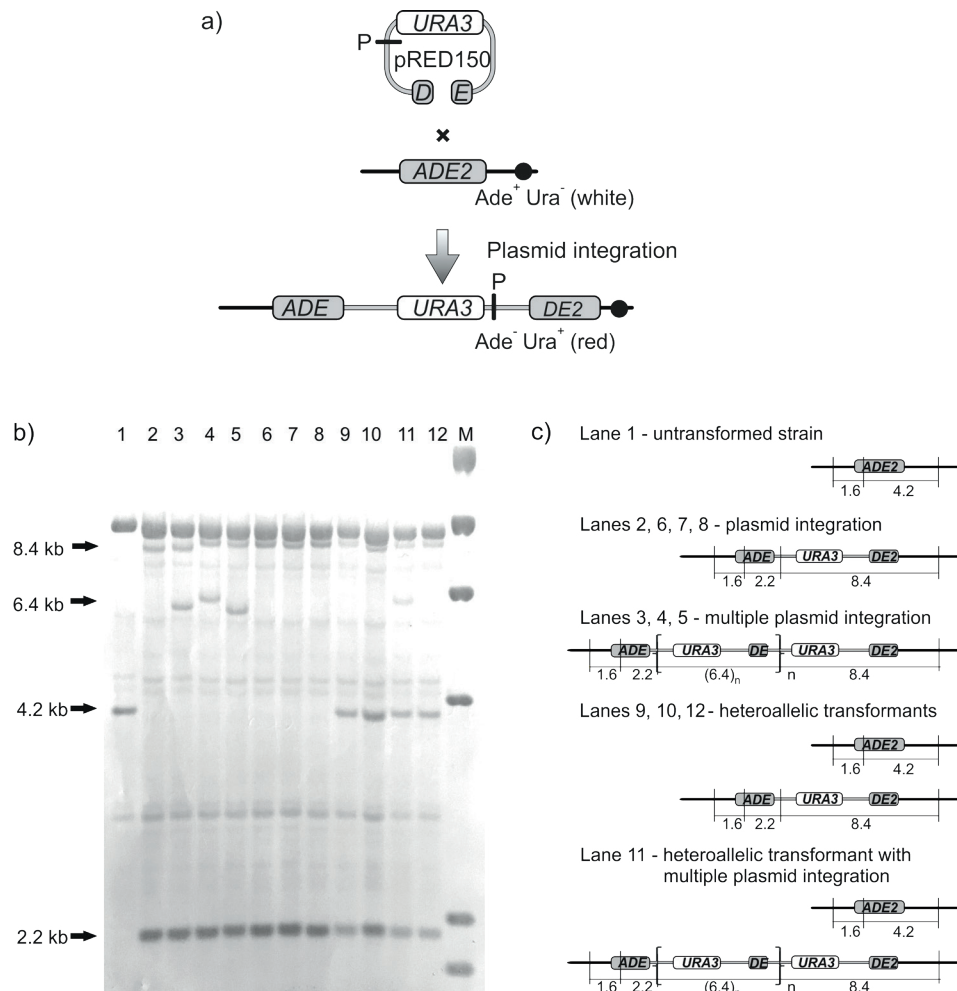 a)
URA3
P
pRED150
D E
×
ADE2
Ade+ Ura- (white)
Plasmid integration
P
ADE URA3 DE2
Ade- Ura+ (red)
b)
1 2 3 4 5 6 7 8 9 10 11 12 M
8.4 kb
6.4 kb
4.2 kb
2.2 kb
c)
Lane 1 - untransformed strain
ADE2
1.6 4.2
Lanes 2, 6, 7, 8 - plasmid integration
ADE URA3 DE2
1.6 2.2 8.4
Lanes 3, 4, 5 - multiple plasmid integration
ADE URA3 DE URA3 DE2
1.6 2.2 (6.4)n n 8.4
Lanes 9, 10, 12 - heteroallelic transformants
ADE2
1.6 4.2
ADE URA3 DE2
1.6 2.2 8.4
Lane 11 - heteroallelic transformant with
multiple plasmid integration
ADE2
1.6 4.2
ADE URA3 DE URA3 DE2
1.6 2.2 (6.4)n n 8.4